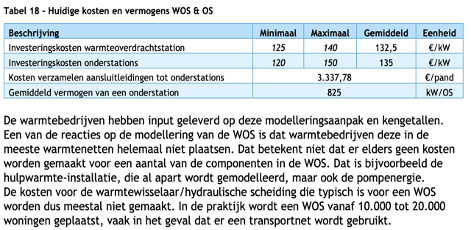 Tabel 18 - Huidige kosten en vermogens WOS & OS
Beschrijving Minimaal Maximaal Gemiddeld Eenheid
Investeringskosten warmteoverdrachtstation 125 140 132,5 €/kW
Investeringskosten onderstations 120 150 135 €/kW
Kosten verzamelen aansluitleidingen tot onderstations 3.337,78 €/pand
Gemiddeld vermogen van een onderstation 825 kW/OS
De warmtebedrijven hebben input geleverd op deze modelleringsaanpak en kengetallen.
Een van de reacties op de modellering van de WOS is dat warmtebedrijven deze in de
meeste warmtenetten helemaal niet plaatsen. Dat betekent niet dat er elders geen kosten
worden gemaakt voor een aantal van de componenten in de WOS. Dat is bijvoorbeeld de
hulpwarmte-installatie, die al apart wordt gemodelleerd, maar ook de pompenergie.
De kosten voor de warmtewisselaar/hydraulische scheiding die typisch is voor een WOS
worden dus meestal niet gemaakt. In de praktijk wordt een WOS vanaf 10.000 tot 20.000
woningen geplaatst, vaak in het geval dat er een transportnet wordt gebruikt.